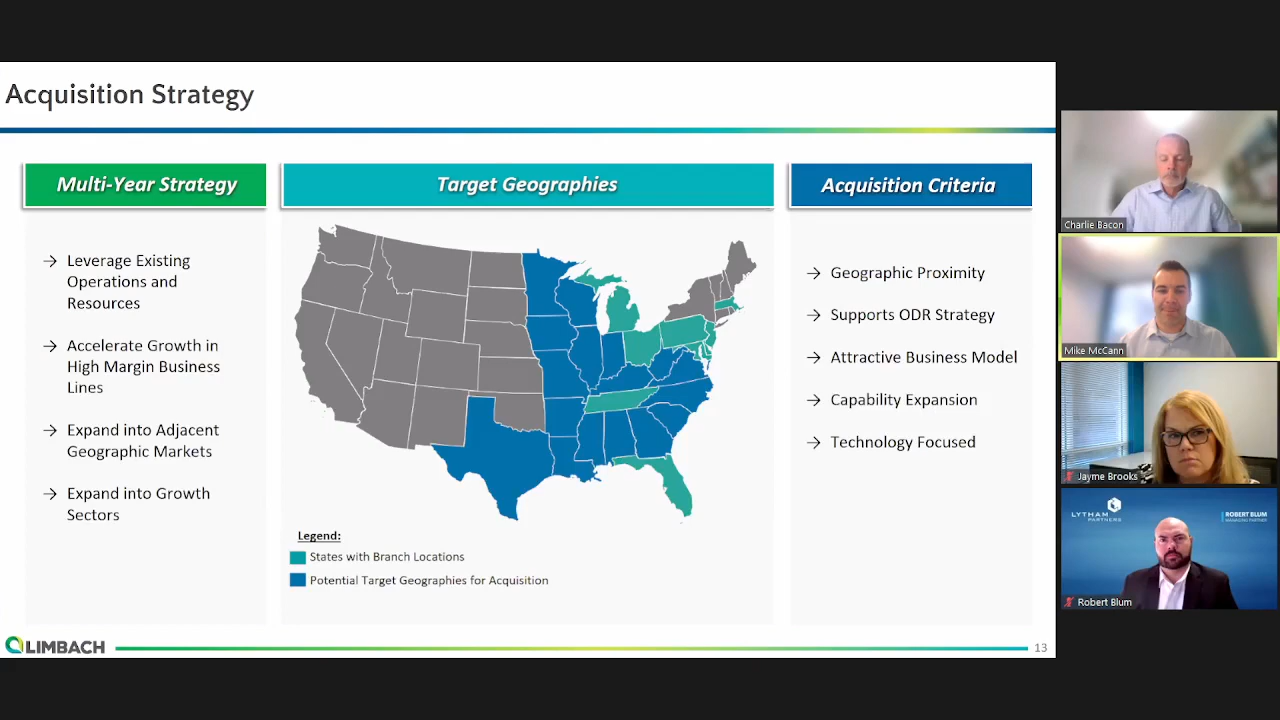 Acquisition Strategy
Multi-Year Strategy
→ Leverage Existing
Operations and
Resources
→ Accelerate Growth in
High Margin Business
Lines
→ Expand into Adjacent
Geographic Markets
→ Expand into Growth
Sectors
Target Geographies
Legend:
States with Branch Locations
Potential Target Geographies for Acquisition
Acquisition Criteria
→ Geographic Proximity
→ Supports ODR Strategy
→ Attractive Business Model
→ Capability Expansion
→ Technology Focused
LIMBACH
13
Charlie Bacon
Mike McCann
Jayme Brooks
LYTHAM
PARTNERS
ROBERT BLUM
MANAGING PARTNER
Robert Blum